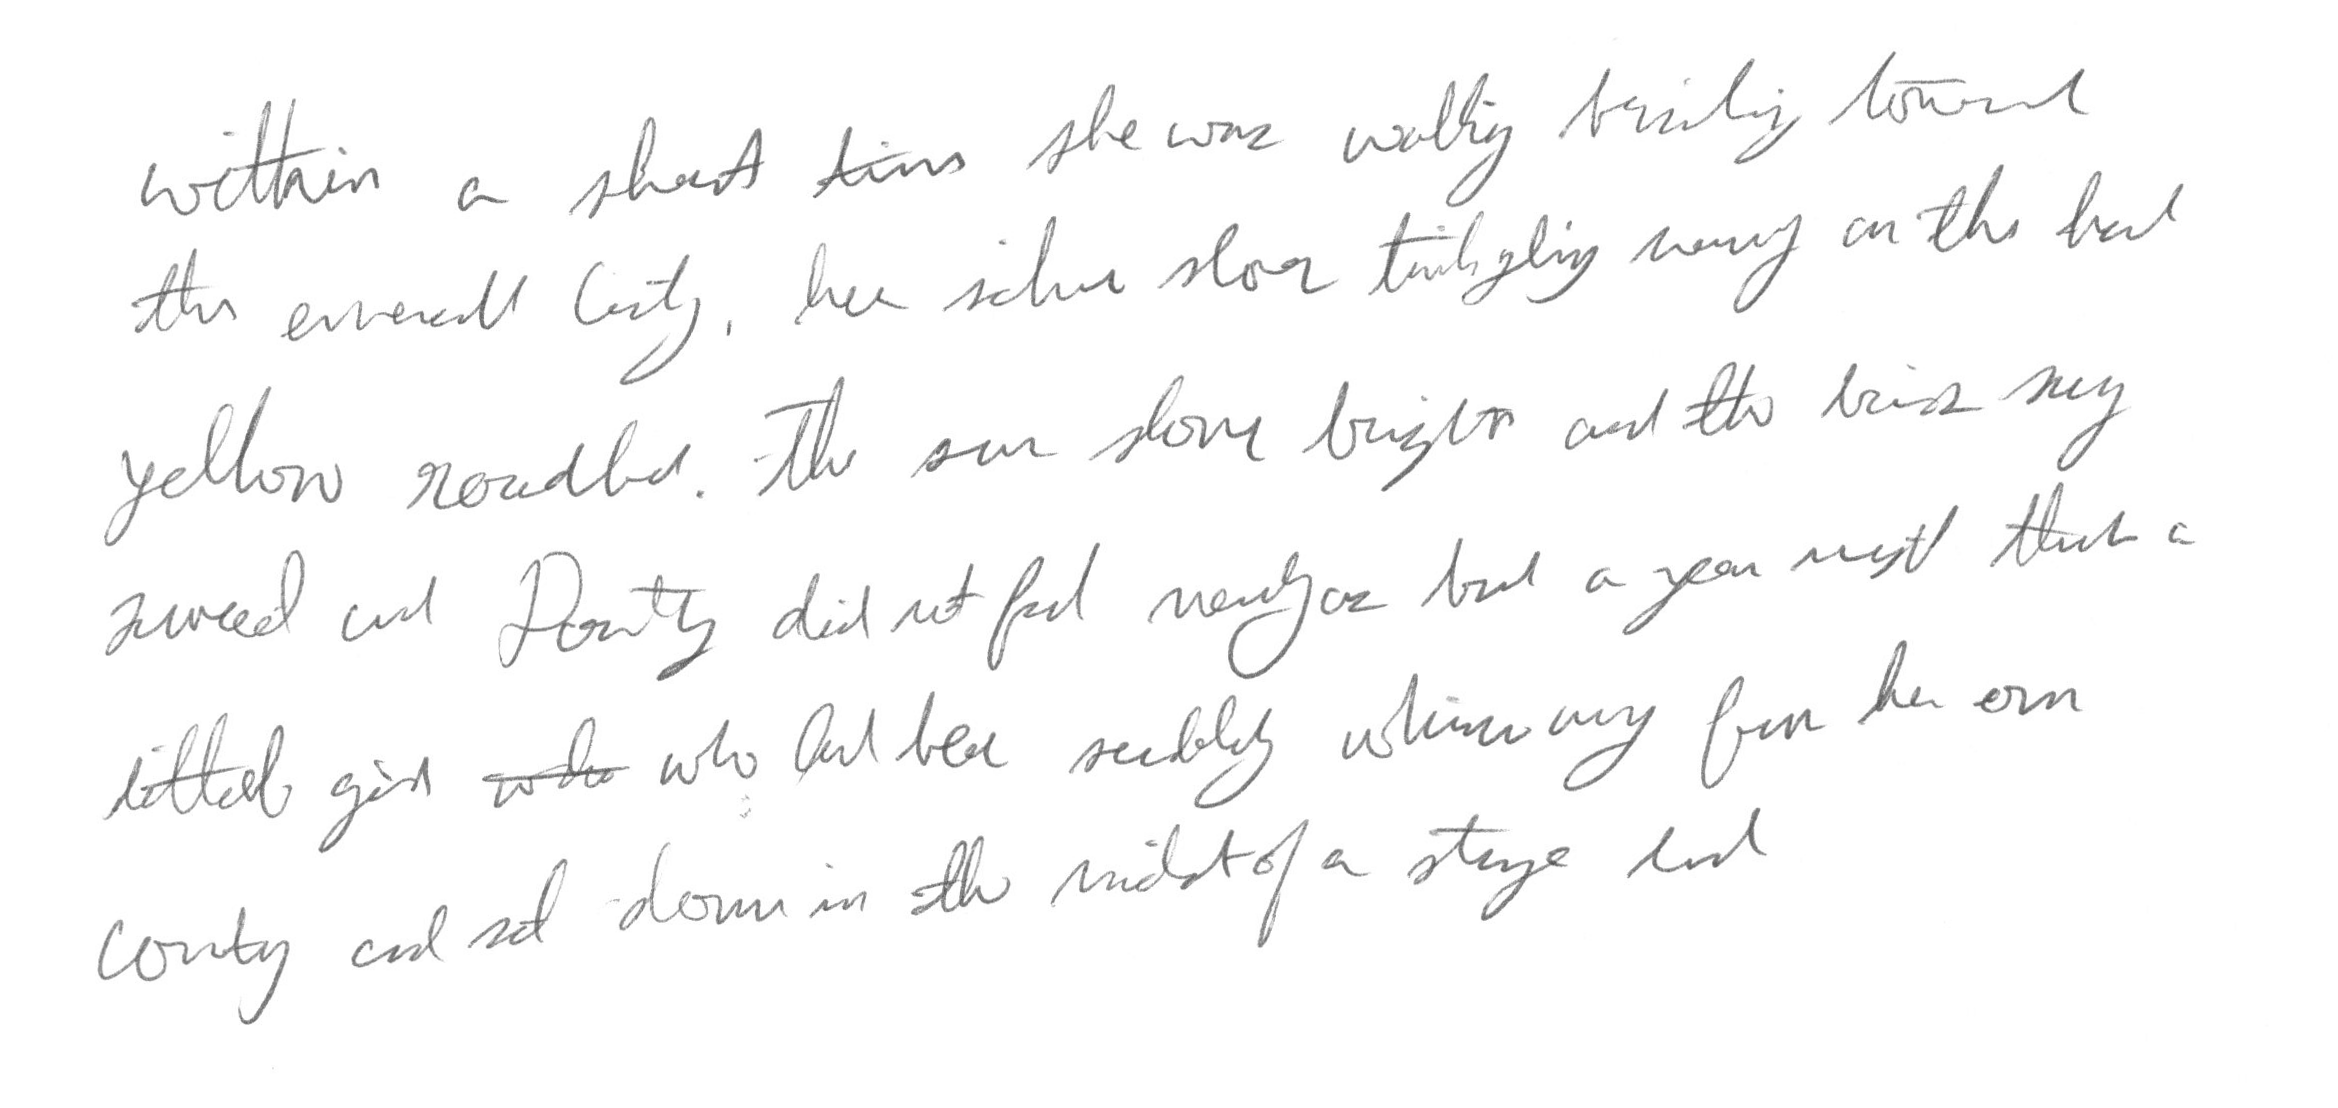 within a short time she was walking briskly toward
the emerald City, her silver shoes tinkling merrily on the hard
yellow roadbed. The sun shone bright and the birds sang
sweet and Dorothy did not feel nearly as bad as you might think a
little girl who who had been suddenly whisked away from her own
country and set down in the midst of a strange land